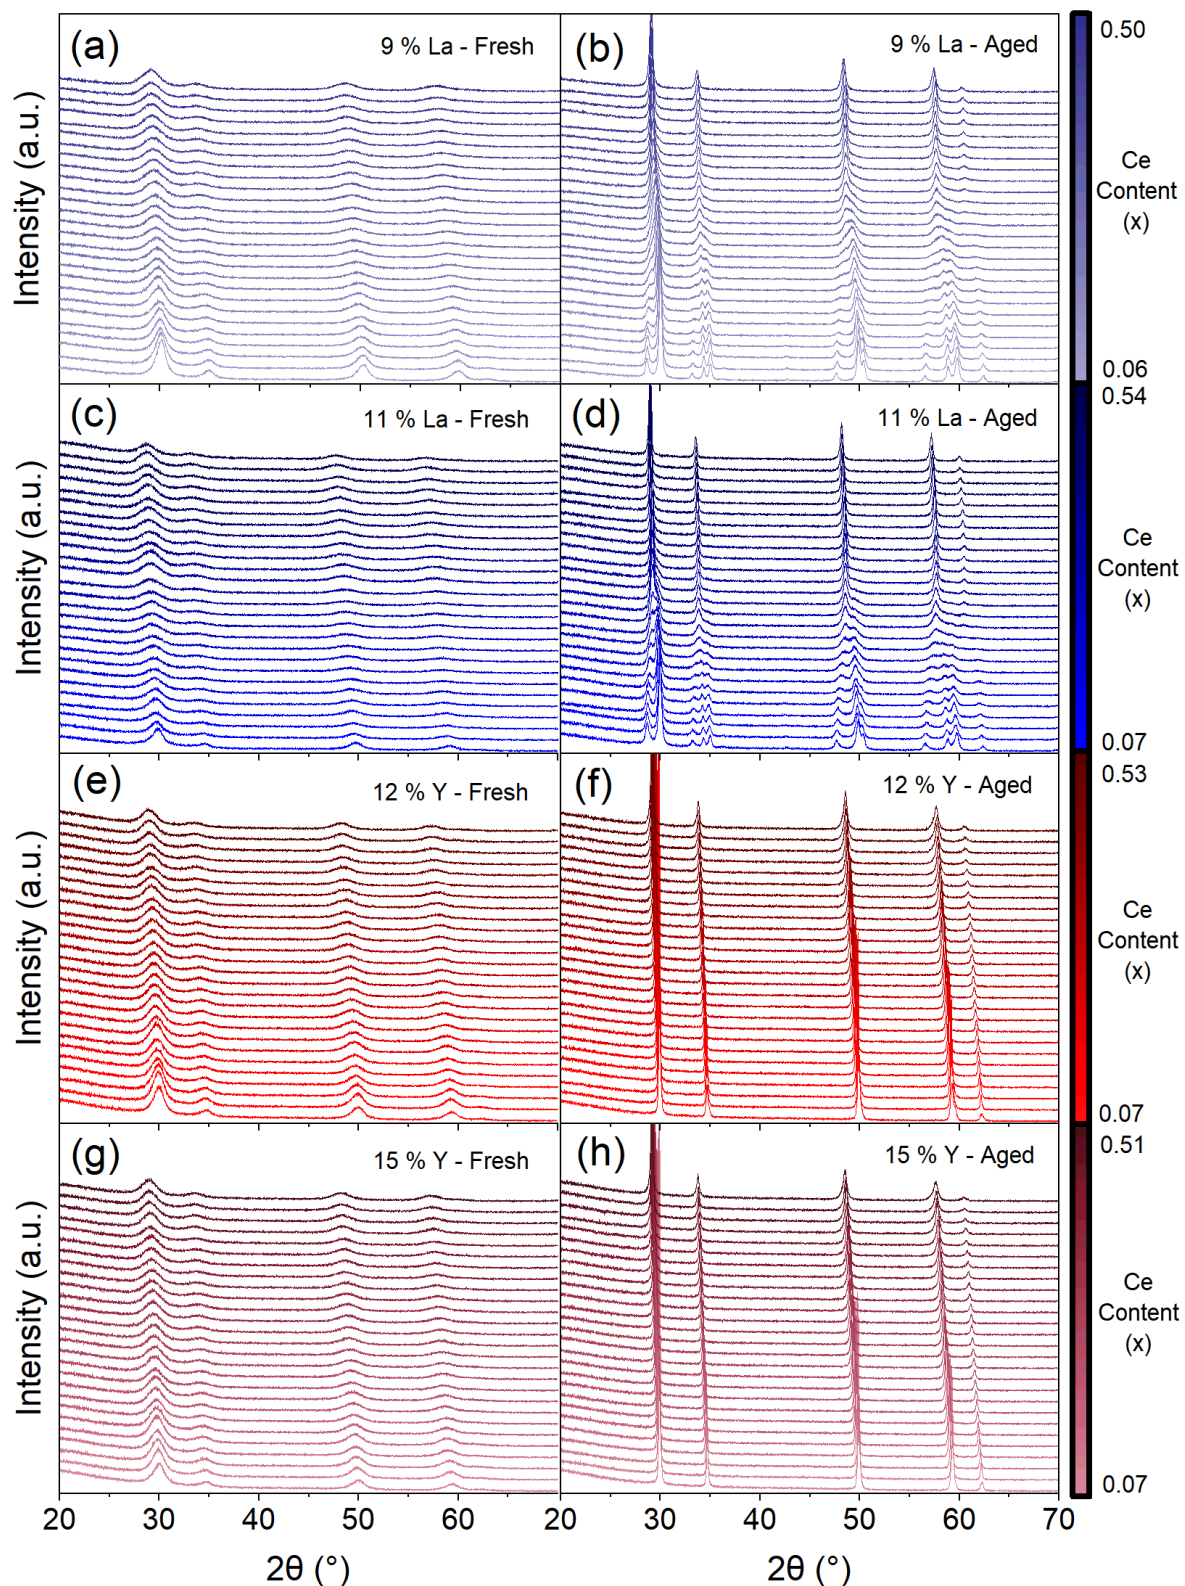 (a)
9 % La - Fresh
(b)
9 % La - Aged
0.50
Intensity (a.u.)
Ce
Content
(x)
0.06
(c)
11 % La - Fresh
(d)
11 % La - Aged
0.54
Intensity (a.u.)
Ce
Content
(x)
0.07
(e)
12 % Y - Fresh
(f)
12 % Y - Aged
0.53
Intensity (a.u.)
Ce
Content
(x)
0.07
(g)
15 % Y - Fresh
(h)
15 % Y - Aged
0.51
Intensity (a.u.)
Ce
Content
(x)
0.07
20 30 40 50 60 20 30 40 50 60 70
2θ (°) 2θ (°)